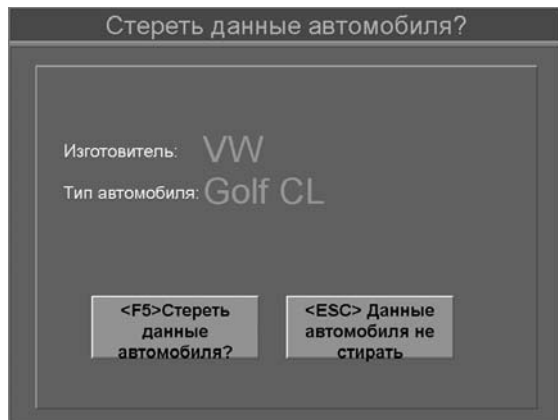 Стереть данные автомобиля?
Изготовитель: VW
Тип автомобиля: Golf CL
<F5>Стереть
данные
автомобиля?
<ESC> Данные
автомобиля не
стирать